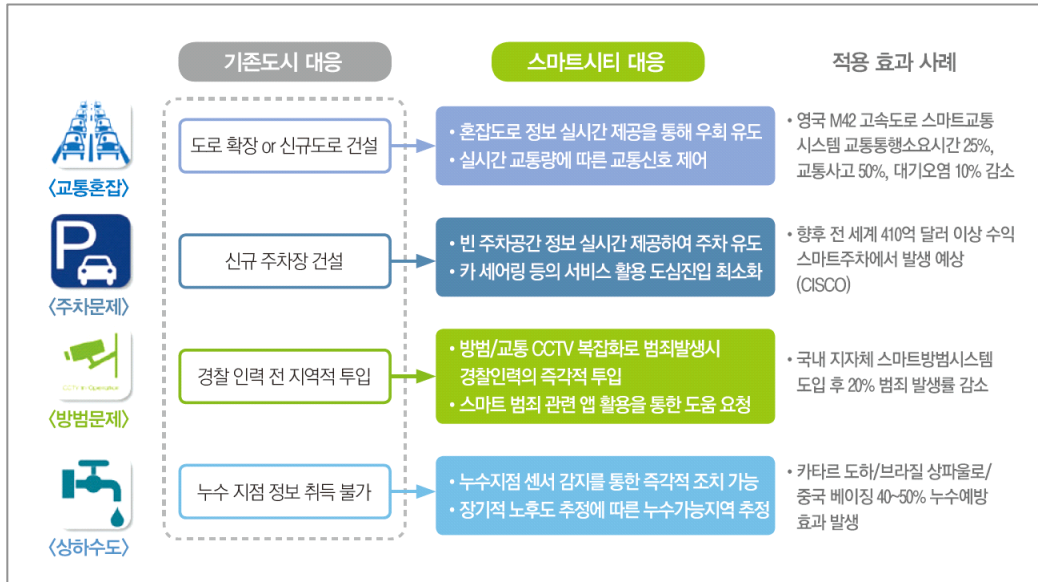 기존도시 대응
스마트시티 대응
적용 효과 사례
<교통혼잡>
도로 확장 or 신규도로 건설
• 혼잡도로 정보 실시간 제공을 통해 우회 유도
• 실시간 교통량에 따른 교통신호 제어
• 영국 M42 고속도로 스마트교통
시스템 교통통행소요시간 25%,
교통사고 50%, 대기오염 10% 감소
P
<주차문제>
신규 주차장 건설
• 빈 주차공간 정보 실시간 제공하여 주차 유도
• 카 셰어링 등의 서비스 활용 도심진입 최소화
• 향후 전 세계 410억 달러 이상 수익
스마트주차에서 발생 예상
(CISCO)
CCTV In Operation
<방범문제>
경찰 인력 전 지역적 투입
• 방범/교통 CCTV 복잡화로 범죄발생시
경찰인력의 즉각적 투입
• 스마트 범죄 관련 앱 활용을 통한 도움 요청
• 국내 지자체 스마트방범시스템
도입 후 20% 범죄 발생률 감소
<상하수도>
누수 지점 정보 취득 불가
• 누수지점 센서 감지를 통한 즉각적 조치 가능
• 장기적 노후도 추정에 따른 누수가능지역 추정
• 카타르 도하/브라질 상파울로/
중국 베이징 40~50% 누수예방
효과 발생